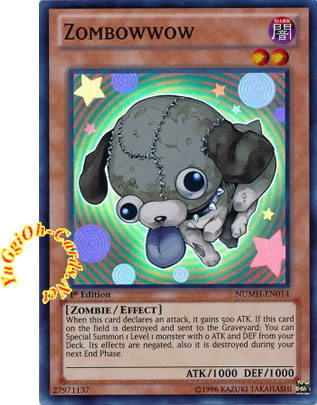 ZOMBOWWOW
DARK
闇
YuGgiOh-Cards.Net
1st Edition
NUMH-EN014
[ZOMBIE / EFFECT]
When this card declares an attack, it gains 500 ATK. If this card
on the field is destroyed and sent to the Graveyard: You can
Special Summon 1 Level 1 monster with 0 ATK and DEF from your
Deck. Its effects are negated, also it is destroyed during your
next End Phase.
ATK/1000 DEF/1000
27971137
©1996 KAZUKI TAKAHASHI